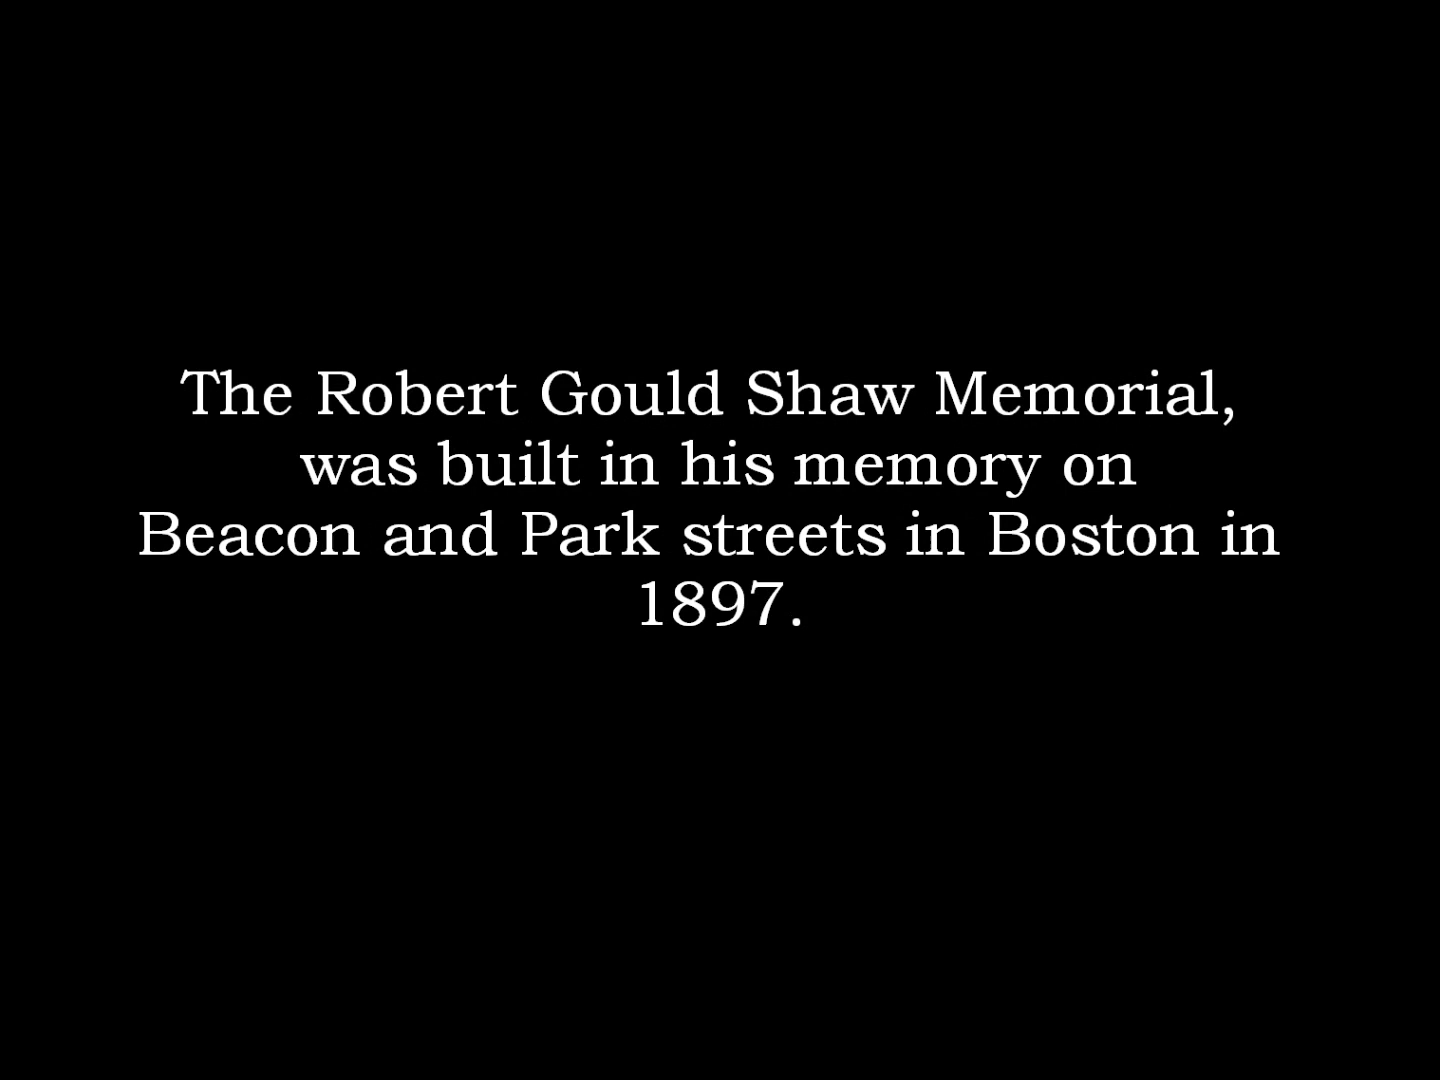 The Robert Gould Shaw Memorial,
was built in his memory on
Beacon and Park streets in Boston in
1897.